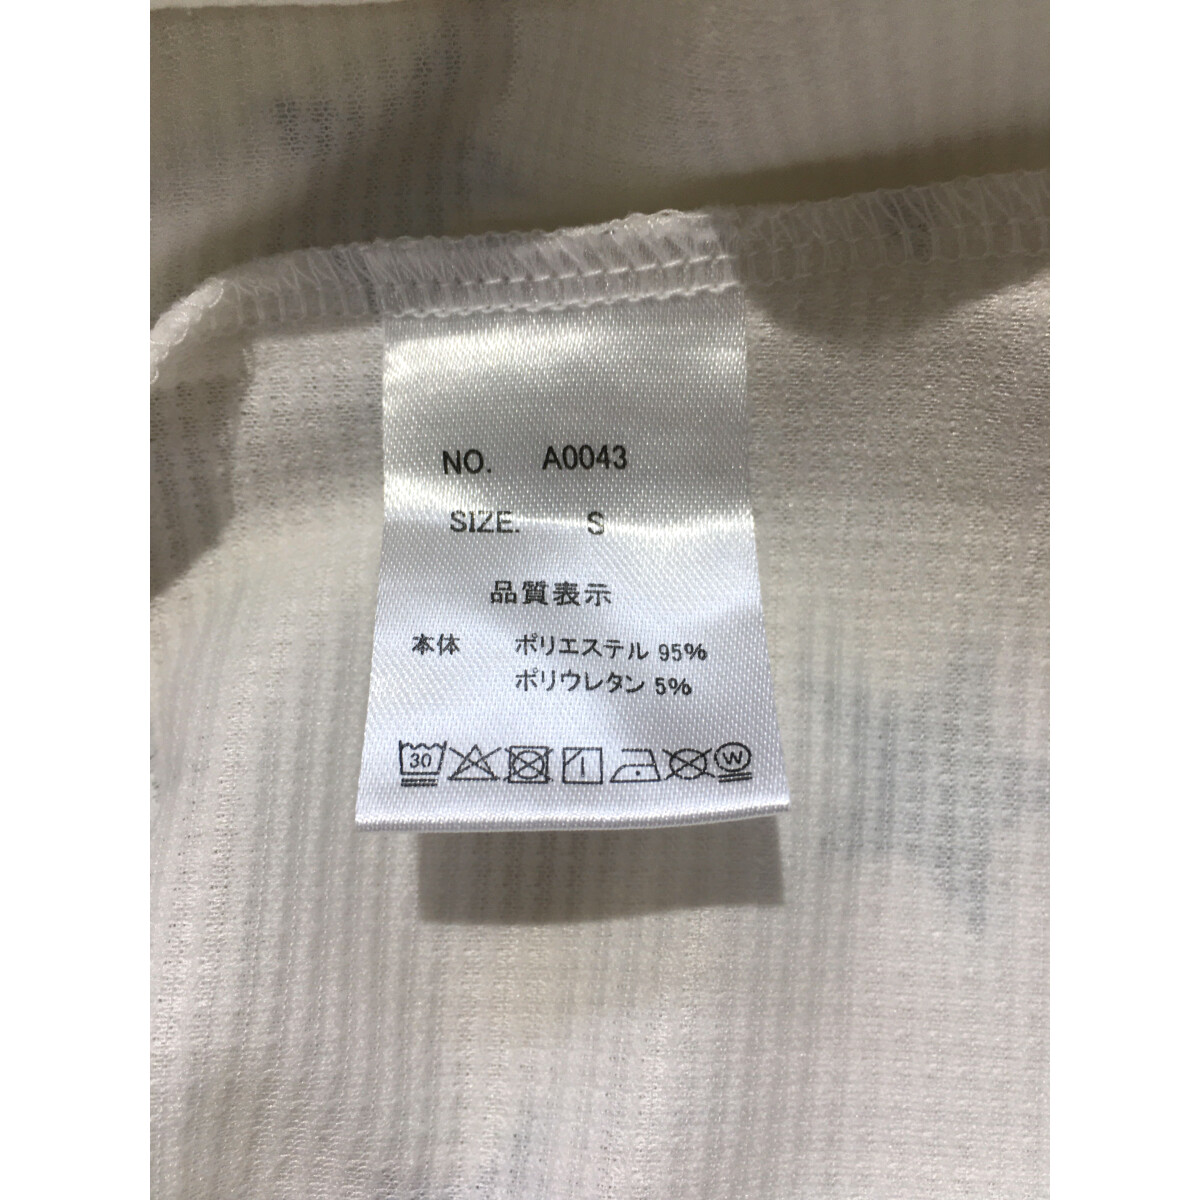 NO. A0043
SIZE. S
品質表示
本体 ポリエステル 95%
ポリウレタン 5%
30 W